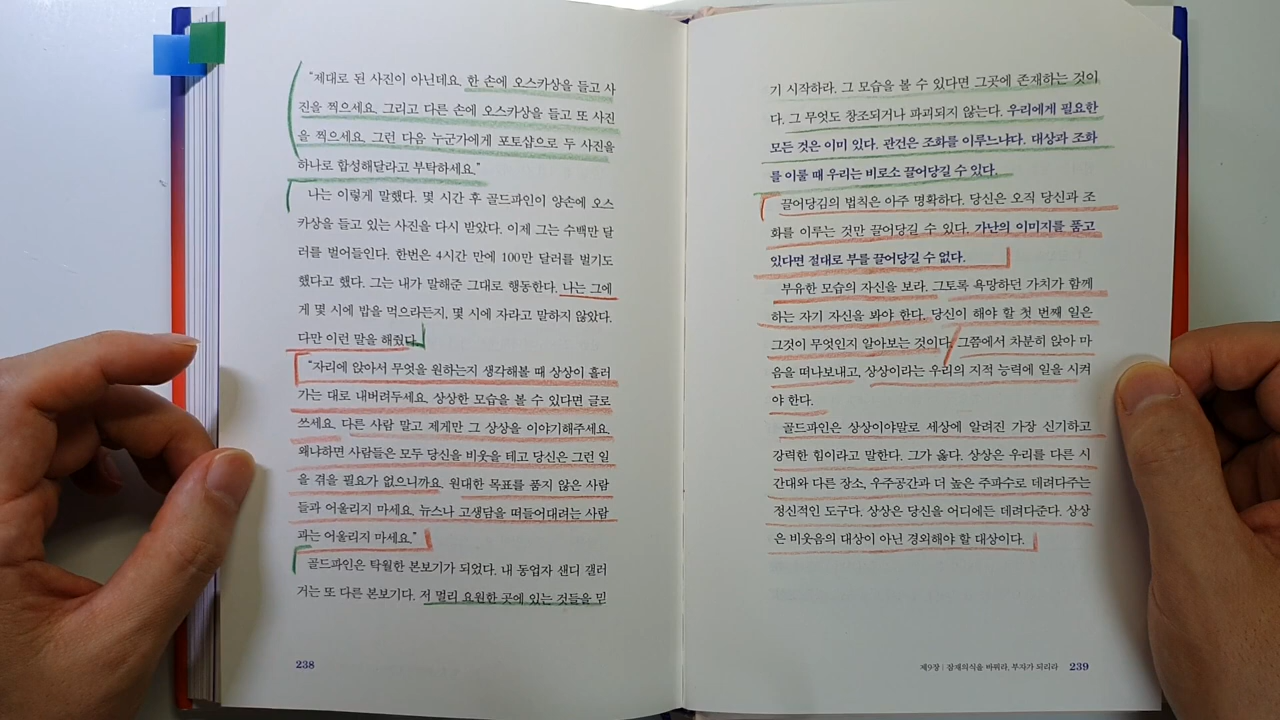 “제대로 된 사진이 아닌데요. 한 손에 오스카상을 들고 사
진을 찍으세요. 그리고 다른 손에 오스카상을 들고 또 사진
을 찍으세요. 그런 다음 누군가에게 포토샵으로 두 사진을
하나로 합성해달라고 부탁하세요.”
나는 이렇게 말했다. 몇 시간 후 골드파인이 양손에 오스
카상을 들고 있는 사진을 다시 받았다. 이제 그는 수백만 달
러를 벌어들인다. 한번은 4시간 만에 100만 달러를 벌기도
했다고 했다. 그는 내가 말해준 그대로 행동한다. 나는 그에
게 몇 시에 밥을 먹으라든지, 몇 시에 자라고 말하지 않았다.
다만 이런 말을 해줬다.
“자리에 앉아서 무엇을 원하는지 생각해볼 때 상상이 흘러
가는 대로 내버려두세요. 상상한 모습을 볼 수 있다면 글로
쓰세요. 다른 사람 말고 제게만 그 상상을 이야기해주세요.
왜냐하면 사람들은 모두 당신을 비웃을 테고 당신은 그런 일
을 겪을 필요가 없으니까요. 원대한 목표를 품지 않은 사람
들과 어울리지 마세요. 뉴스나 고생담을 떠들어대려는 사람
과는 어울리지 마세요.”
골드파인은 탁월한 본보기가 되었다. 내 동업자 샌디 갤러
거는 또 다른 본보기다. 저 멀리 요원한 곳에 있는 것들을 믿
238
기 시작하라. 그 모습을 볼 수 있다면 그곳에 존재하는 것이
다. 그 무엇도 창조되거나 파괴되지 않는다. 우리에게 필요한
모든 것은 이미 있다. 관건은 조화를 이루느냐다. 대상과 조화
를 이룰 때 우리는 비로소 끌어당길 수 있다.
끌어당김의 법칙은 아주 명확하다. 당신은 오직 당신과 조
화를 이루는 것만 끌어당길 수 있다. 가난의 이미지를 품고
있다면 절대로 부를 끌어당길 수 없다.
부유한 모습의 자신을 보라. 그토록 욕망하던 가치가 함께
하는 자기 자신을 봐야 한다. 당신이 해야 할 첫 번째 일은
그것이 무엇인지 알아보는 것이다. 그쯤에서 차분히 앉아 마
음을 떠나보내고, 상상이라는 우리의 지적 능력에 일을 시켜
야 한다.
골드파인은 상상이야말로 세상에 알려진 가장 신기하고
강력한 힘이라고 말한다. 그가 옳다. 상상은 우리를 다른 시
간대와 다른 장소, 우주공간과 더 높은 주파수로 데려다주는
정신적인 도구다. 상상은 당신을 어디에든 데려다준다. 상상
은 비웃음의 대상이 아닌 경외해야 할 대상이다.
제9장 | 잠재의식을 바꿔라, 부자가 되리라 239